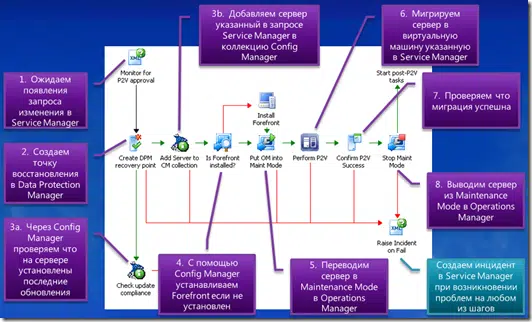 3b. Добавляем сервер
указанный в запросе
Service Manager в
коллекцию Config
Manager
6. Мигрируем
сервер в
виртуальную
машину указанную
в Service Manager
1. Ожидаем
появления
запроса
изменения в
Service Manager
Monitor for
P2V approval
Start post-P2V
tasks
Install
Forefront
7. Проверяем что
миграция успешна
2. Создаем
точку
восстановления
в Data Protection
Manager
Create DPM
recovery point
Add Server to
CM collection
Is Forefront
installed?
Put OM into
Maint Mode
Perform P2V
Confirm P2V
Success
Stop Maint
Mode
8. Выводим сервер
из Maintenance
Mode в Operations
Manager
3a. Через Config
Manager
проверяем что
на сервере
установлены
последние
обновления
Check update
compliance
4. С помощью
Config Manager
устанавливаем
Forefront если не
установлен
5. Переводим
сервер в
Maintenance Mode
в Operations
Manager
Raise Incident
on Fail
Создаем инцидент
в Service Manager
при возникновении
проблем на любом
из шагов